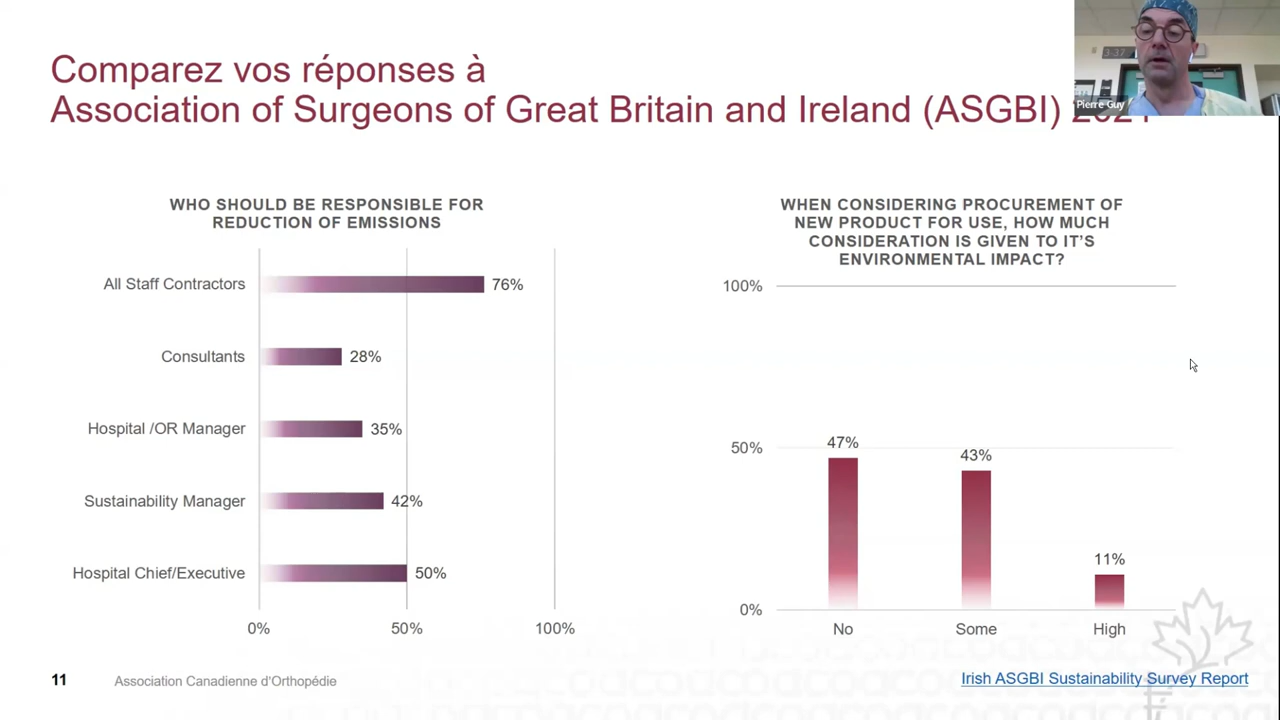 Comparez vos réponses à
Association of Surgeons of Great Britain and Ireland (ASGBI)
Pierre Guy
3-37
WHO SHOULD BE RESPONSIBLE FOR
REDUCTION OF EMISSIONS
All Staff Contractors
76%
Consultants
28%
Hospital /OR Manager
35%
Sustainability Manager
42%
Hospital Chief/Executive
50%
0%
50%
100%
WHEN CONSIDERING PROCUREMENT OF
NEW PRODUCT FOR USE, HOW MUCH
CONSIDERATION IS GIVEN TO IT'S
ENVIRONMENTAL IMPACT?
100%
50%
0%
47%
43%
11%
No
Some
High
11
Association Canadienne d'Orthopédie
Irish ASGBI Sustainability Survey Report